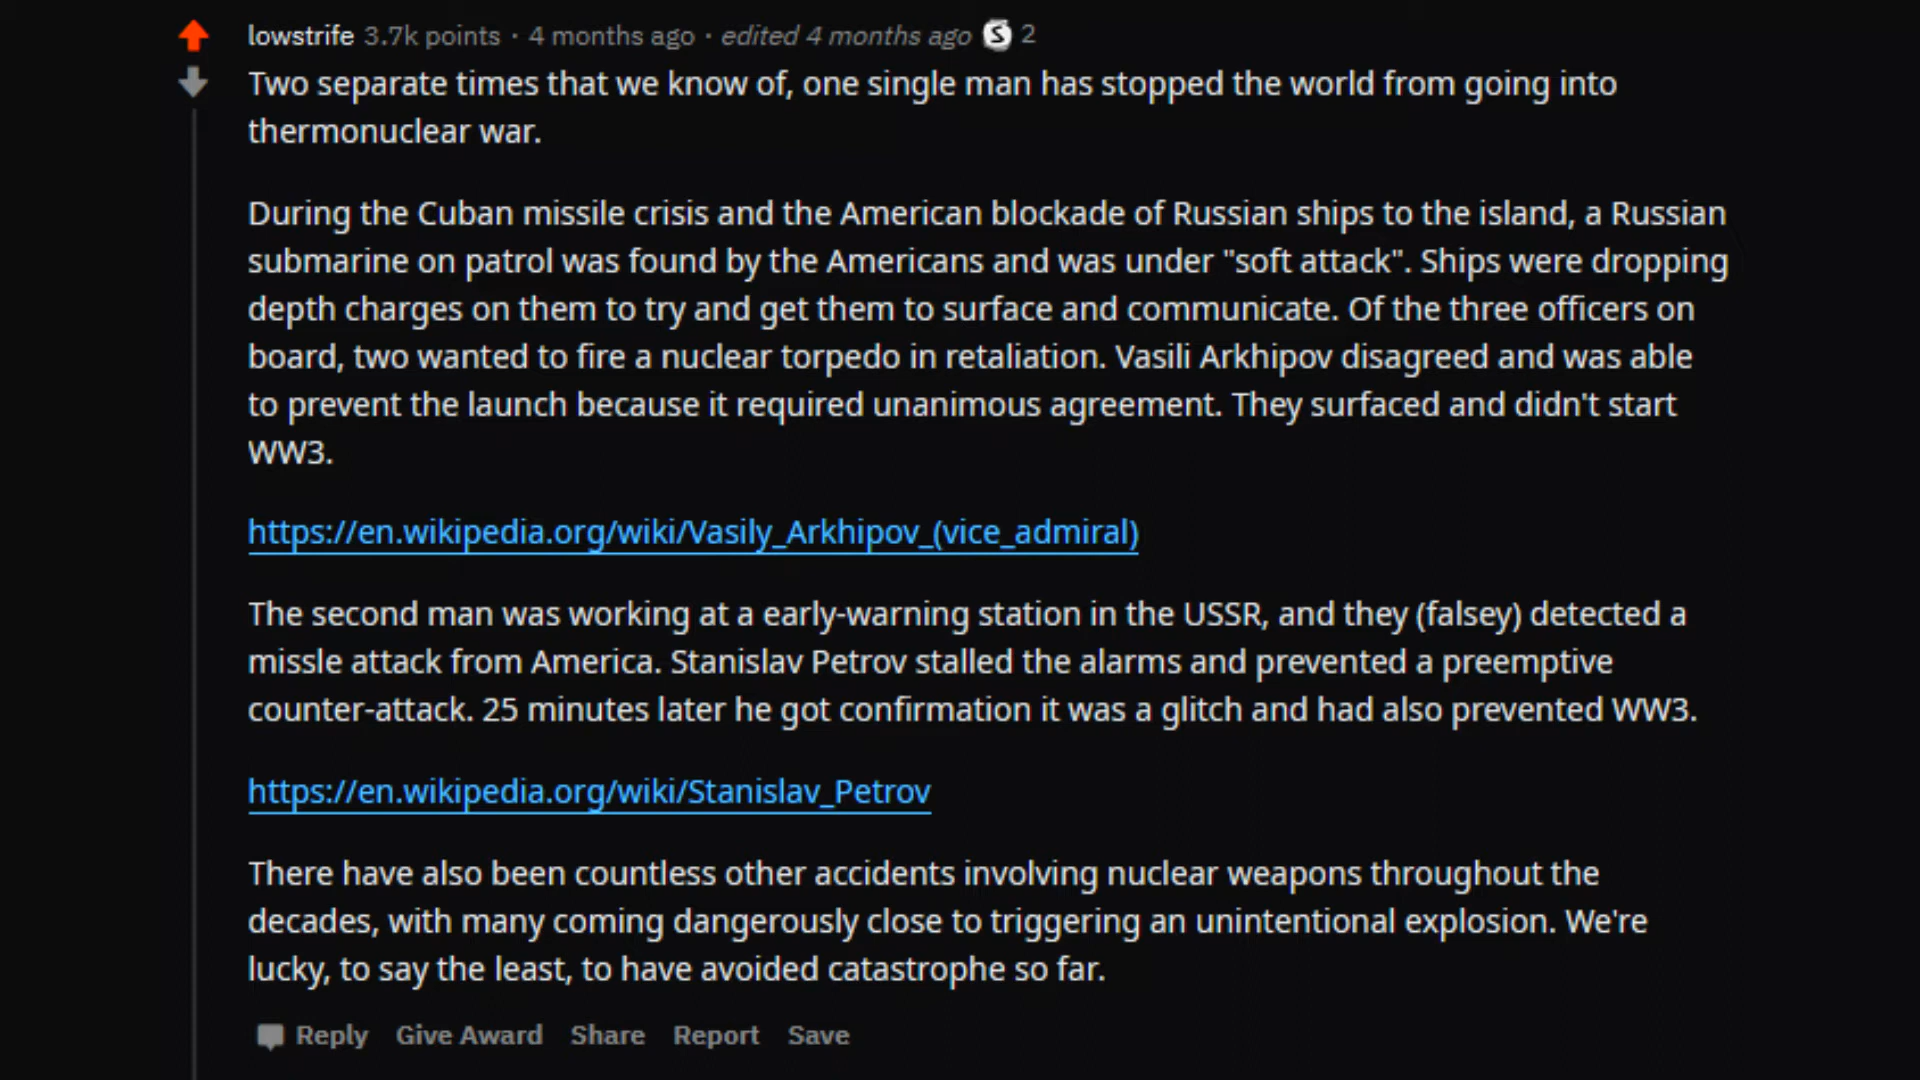 lowstrife 3.7k points · 4 months ago · edited 4 months ago S 2
Two separate times that we know of, one single man has stopped the world from going into
thermonuclear war.
During the Cuban missile crisis and the American blockade of Russian ships to the island, a Russian
submarine on patrol was found by the Americans and was under "soft attack". Ships were dropping
depth charges on them to try and get them to surface and communicate. Of the three officers on
board, two wanted to fire a nuclear torpedo in retaliation. Vasili Arkhipov disagreed and was able
to prevent the launch because it required unanimous agreement. They surfaced and didn't start
WW3.
https://en.wikipedia.org/wiki/Vasily_Arkhipov_(vice_admiral)
The second man was working at a early-warning station in the USSR, and they (falsey) detected a
missle attack from America. Stanislav Petrov stalled the alarms and prevented a preemptive
counter-attack. 25 minutes later he got confirmation it was a glitch and had also prevented WW3.
https://en.wikipedia.org/wiki/Stanislav_Petrov
There have also been countless other accidents involving nuclear weapons throughout the
decades, with many coming dangerously close to triggering an unintentional explosion. We're
lucky, to say the least, to have avoided catastrophe so far.
Reply Give Award Share Report Save